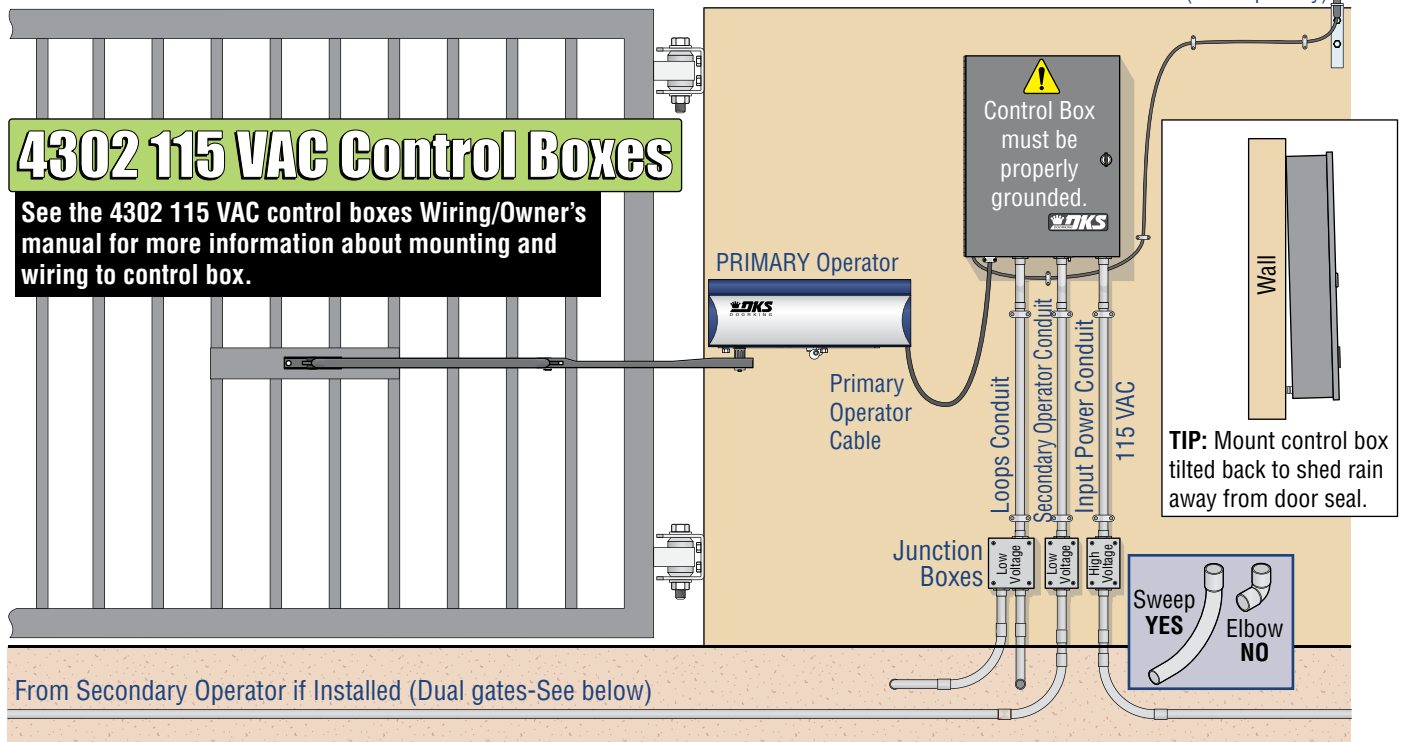 4302 115 VAC Control Boxes
See the 4302 115 VAC control boxes Wiring/Owner's
manual for more information about mounting and
wiring to control box.
Control Box
must be
properly
grounded.
DKS
DOORKING
PRIMARY Operator
DKS
DOORKING
Primary
Operator
Cable
Loops Conduit
Secondary Operator Conduit
Input Power Conduit
115 VAC
Wall
TIP: Mount control box
tilted back to shed rain
away from door seal.
Junction
Boxes
Low
Voltage
Low
Voltage
High
Voltage
Sweep
YES
Elbow
NO
From Secondary Operator if Installed (Dual gates-See below)